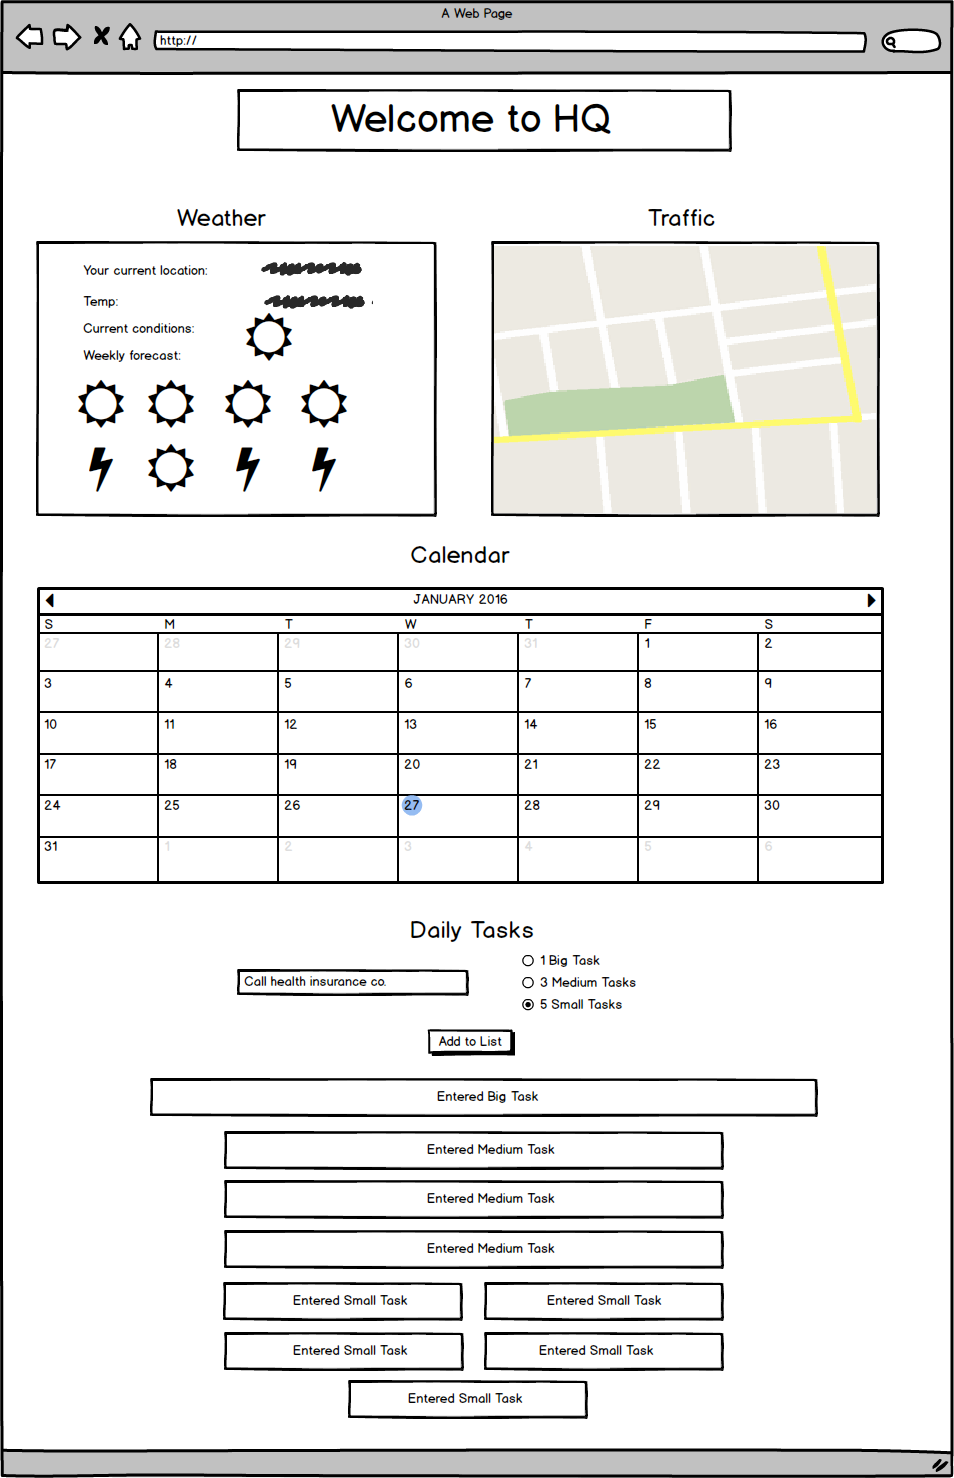 A Web Page
http://
Welcome to HQ
Weather
Traffic
Your current location:
Temp:
Current conditions:
Weekly forecast:
Calendar
JANUARY 2016
S M T W T F S
27 28 29 30 31 1 2
3 4 5 6 7 8 9
10 11 12 13 14 15 16
17 18 19 20 21 22 23
24 25 26 27 28 29 30
31 1 2 3 4 5 6
Daily Tasks
Call health insurance co.
1 Big Task
3 Medium Tasks
5 Small Tasks
Add to List
Entered Big Task
Entered Medium Task
Entered Medium Task
Entered Medium Task
Entered Small Task Entered Small Task
Entered Small Task Entered Small Task
Entered Small Task